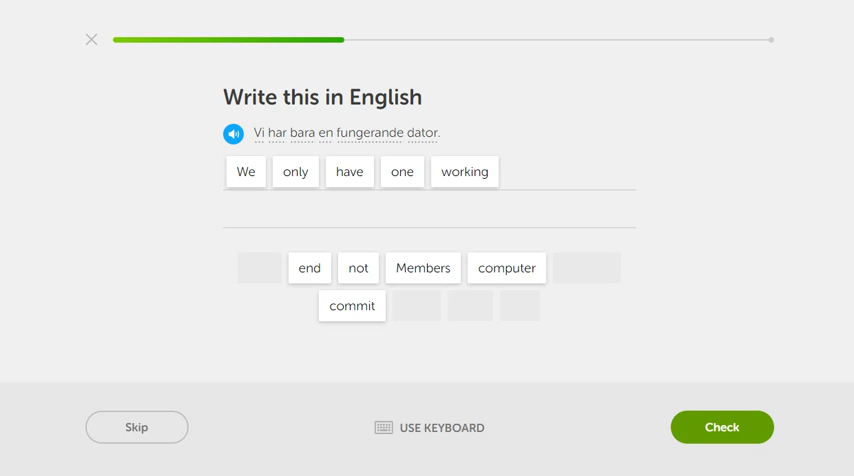 Write this in English
Vi har bara en fungerande dator.
We only have one working
end not Members computer
commit
Skip USE KEYBOARD Check